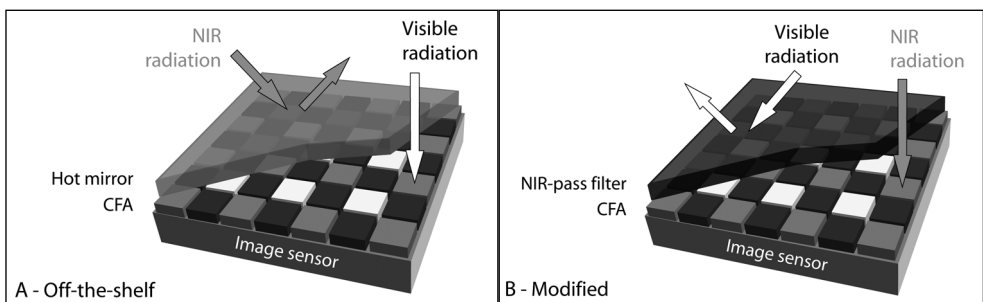 NIR
radiation
Visible
radiation
Hot mirror
CFA
Image sensor
A - Off-the-shelf
Visible
radiation
NIR
radiation
NIR-pass filter
CFA
Image sensor
B - Modified